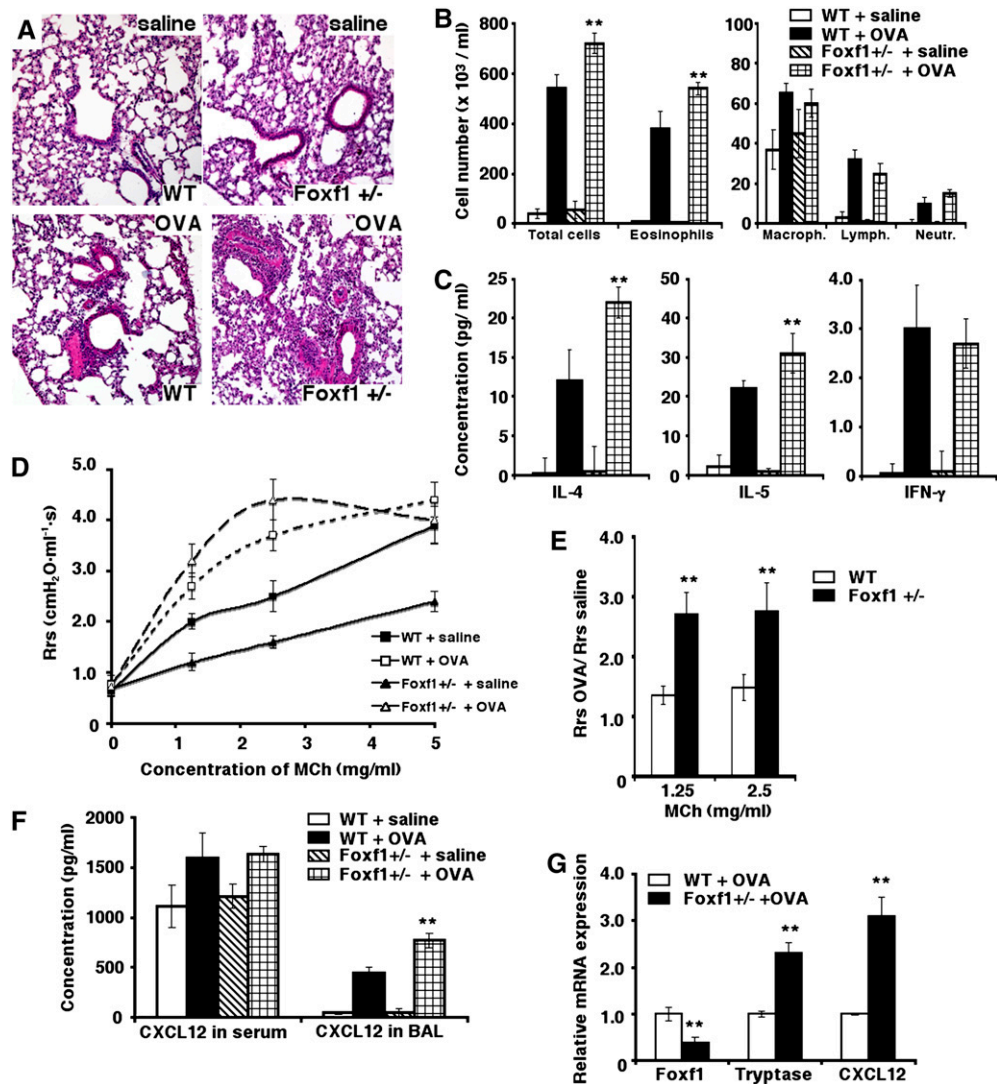 A
saline
saline
WT
Foxf1 +/-
OVA
OVA
WT
Foxf1 +/-
B
Cell number (x 10³ / ml)
800
600
400
200
0
Total cells
Eosinophils
100
80
60
40
20
0
Macroph.
Lymph.
Neutr.
**
**
WT + saline
WT + OVA
Foxf1+/- + saline
Foxf1+/- + OVA
C
Concentration (pg/ ml)
25
20
15
10
5
0
**
IL-4
50
40
30
20
10
0
**
IL-5
4.0
3.0
2.0
1.0
0
IFN-γ
D
Rrs (cmH₂O·ml⁻¹·s)
5.0
4.0
3.0
2.0
1.0
0
0
1
2
3
4
5
Concentration of MCh (mg/ml)
WT + saline
WT + OVA
Foxf1+/- + saline
Foxf1+/- + OVA
E
Rrs OVA/ Rrs saline
4.0
3.0
2.0
1.0
0
**
**
WT
Foxf1 +/-
1.25
2.5
MCh (mg/ml)
F
Concentration (pg/ml)
2000
1500
1000
500
0
WT + saline
WT + OVA
Foxf1+/- + saline
Foxf1+/- + OVA
**
CXCL12 in serum
CXCL12 in BAL
G
Relative mRNA expression
4.0
3.0
2.0
1.0
0
WT + OVA
Foxf1+/- +OVA
**
**
**
Foxf1
Tryptase
CXCL12